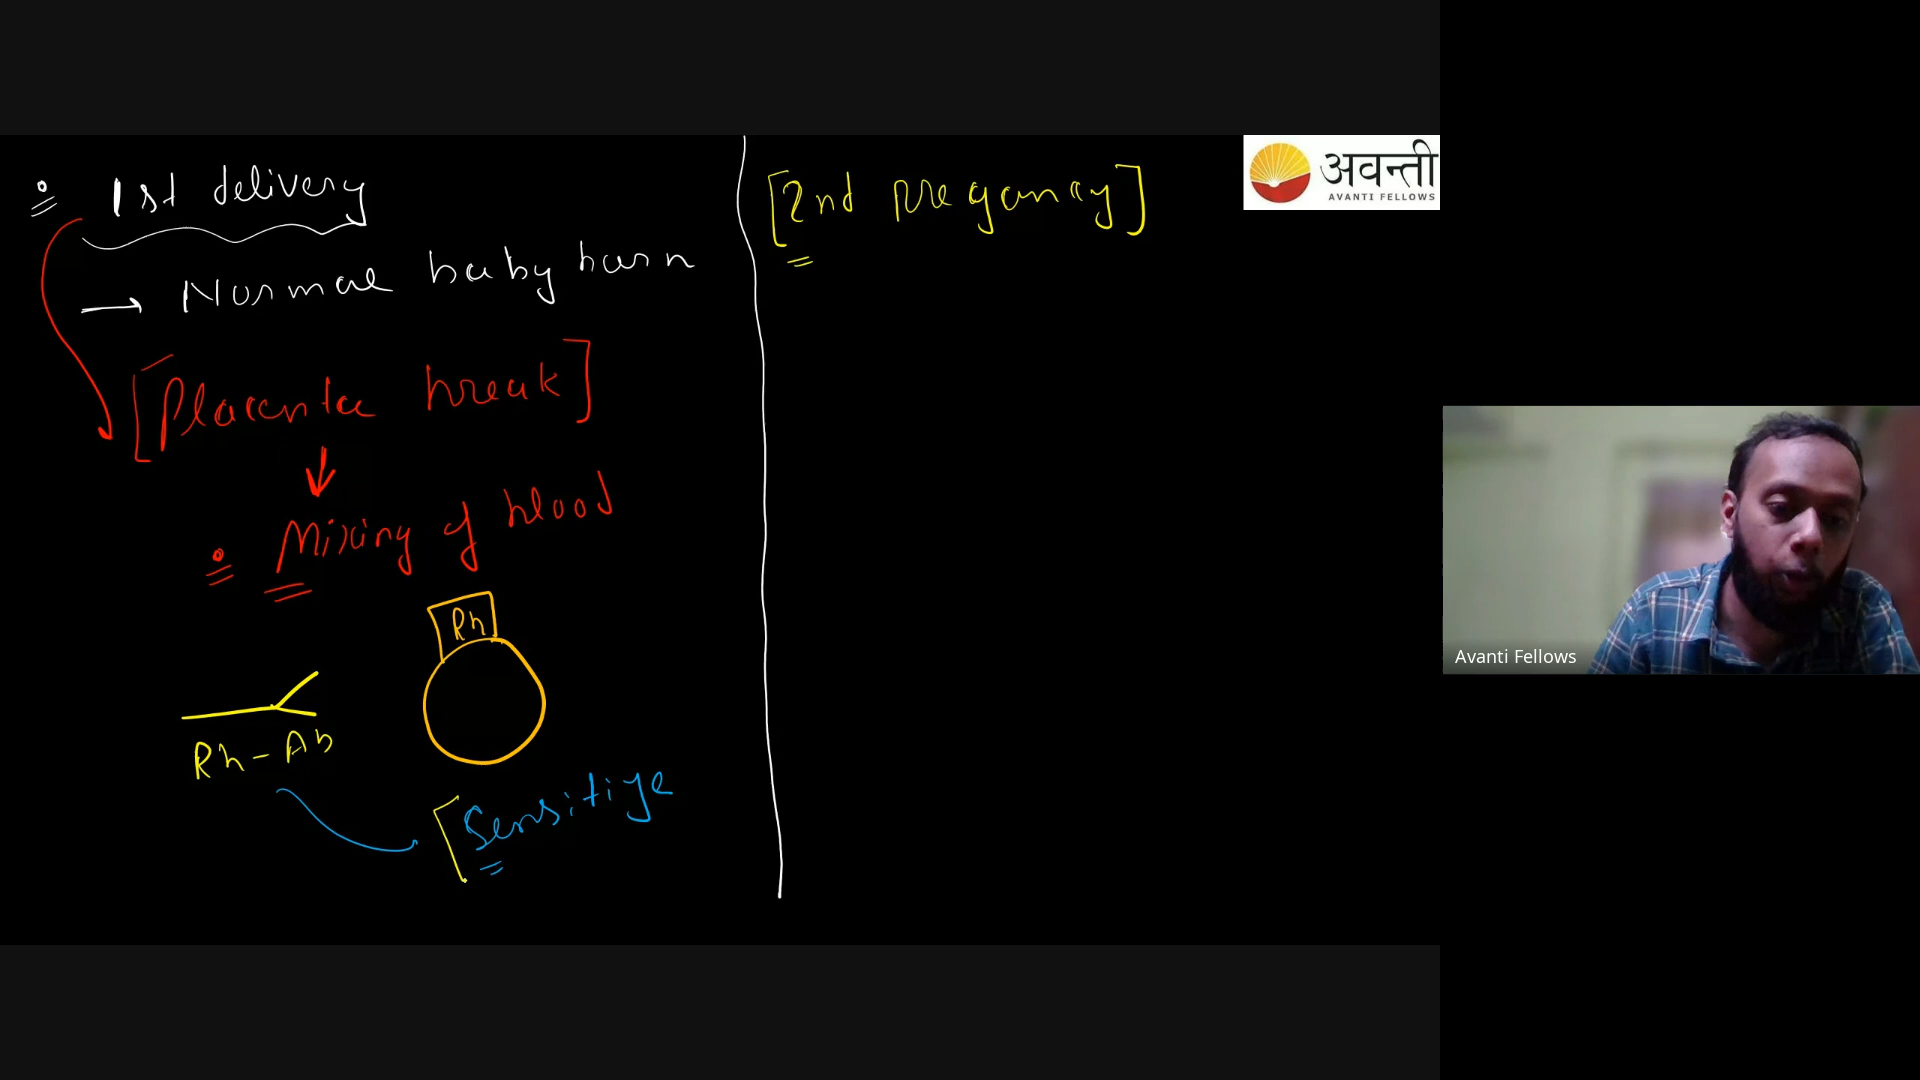 1st delivery
→ Normal baby born
[Placenta break]
Mixing of blood
Rh
Rh-Ab
[Sensitize
[2nd pregancy]
अवन्ती
AVANTI FELLOWS
Avanti Fellows